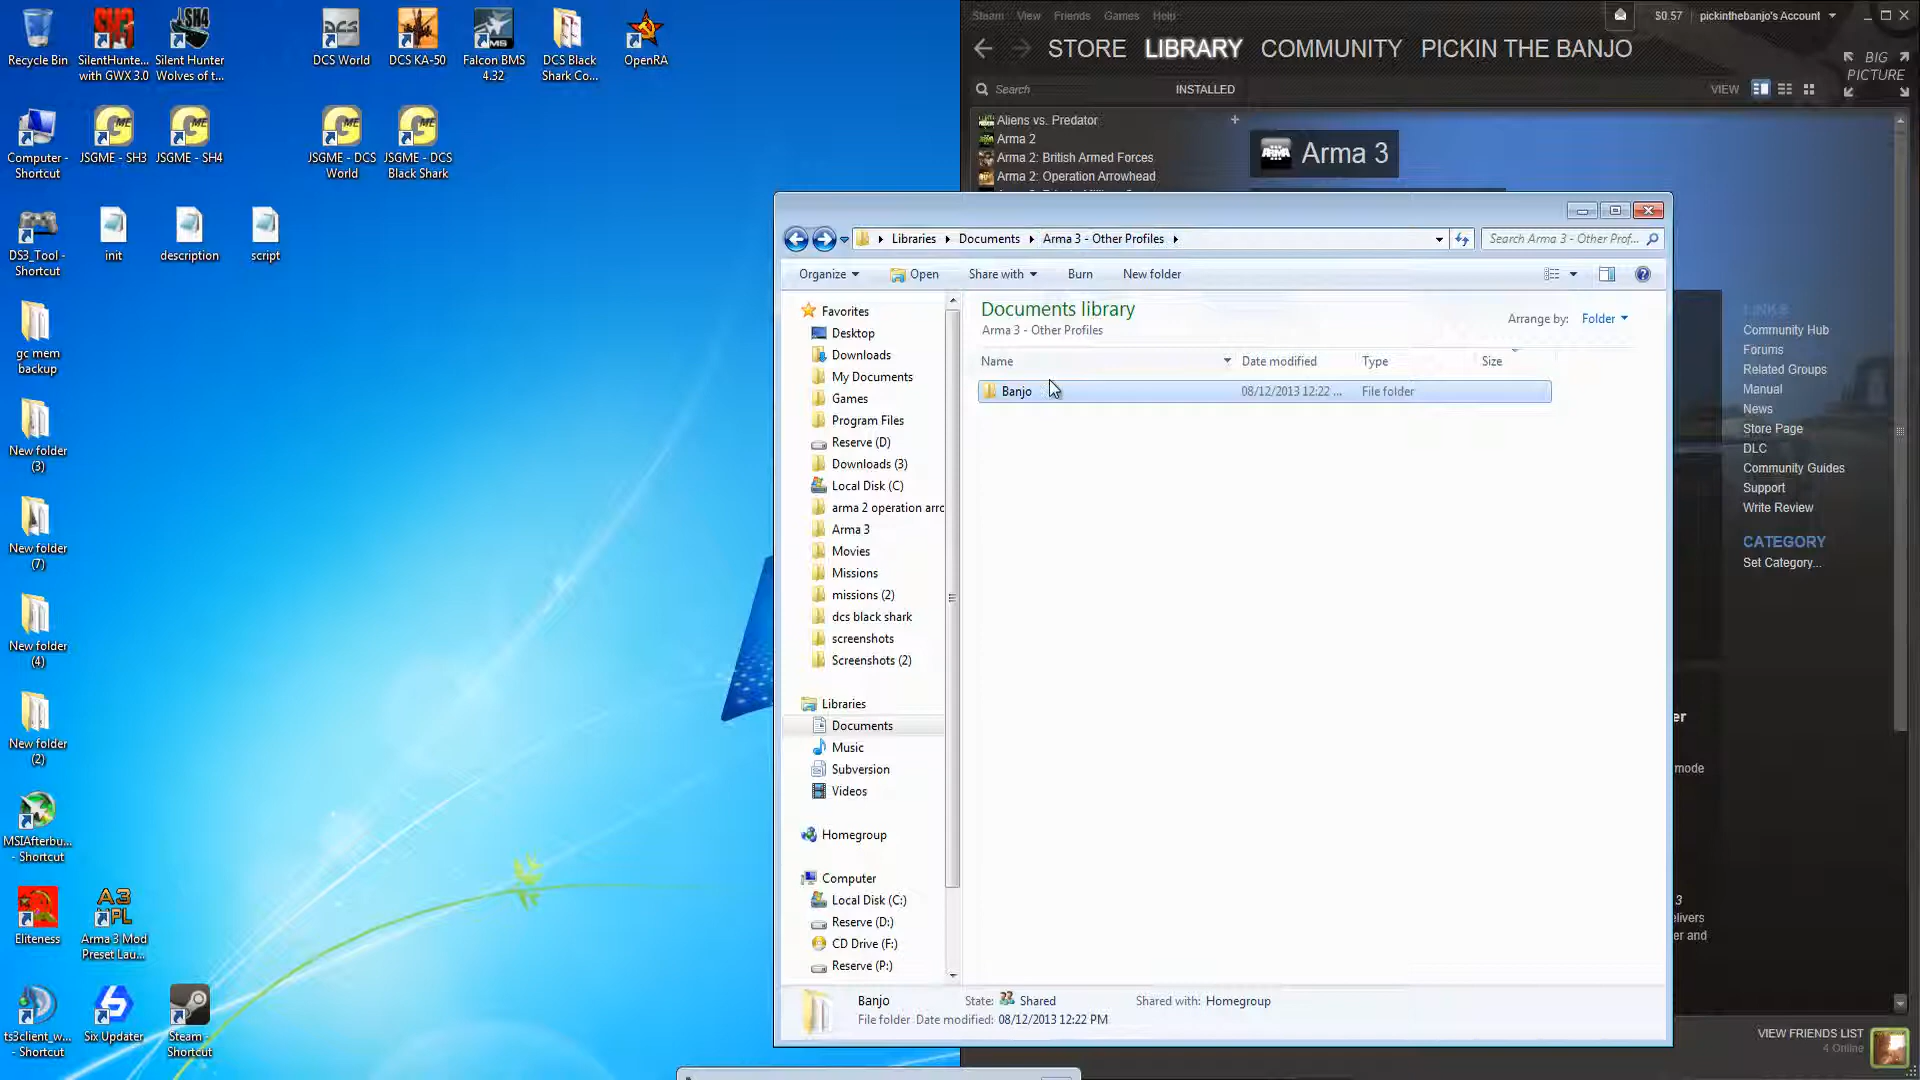 Recycle Bin
SilentHunte... with GWX 3.0
Silent Hunter Wolves of t...
DCS World
DCS KA-50
Falcon BMS 4.32
DCS Black Shark Co...
OpenRA
Computer - Shortcut
JSGME - SH3
JSGME - SH4
JSGME - DCS World
JSGME - DCS Black Shark
DS3_Tool - Shortcut
init
description
script
gc mem backup
New folder (3)
New folder (7)
New folder (4)
New folder (2)
MSIAfterbu... - Shortcut
Eliteness
A3 PL
Arma 3 Mod Preset Lau...
ts3client_w... - Shortcut
Six Updater
Steam - Shortcut
Steam View Friends Games Help
$0.57 pickinthebanjo's Account
STORE LIBRARY COMMUNITY PICKIN THE BANJO
BIG PICTURE
Search INSTALLED VIEW
Aliens vs. Predator
Arma 2
Arma 2: British Armed Forces
Arma 2: Operation Arrowhead
ARMA Arma 3
Libraries Documents Arma 3 - Other Profiles
Search Arma 3 - Other Prof...
Organize Open Share with Burn New folder
Favorites
Desktop
Downloads
My Documents
Games
Program Files
Reserve (D)
Downloads (3)
Local Disk (C)
arma 2 operation arro
Arma 3
Movies
Missions
missions (2)
dcs black shark
screenshots
Screenshots (2)
Libraries
Documents
Music
Subversion
Videos
Homegroup
Computer
Local Disk (C:)
Reserve (D:)
CD Drive (F:)
Reserve (P:)
Documents library
Arma 3 - Other Profiles
Arrange by: Folder
Name Date modified Type Size
Banjo 08/12/2013 12:22 ... File folder
Banjo State: Shared Shared with: Homegroup
File folder Date modified: 08/12/2013 12:22 PM
LINKS
Community Hub
Forums
Related Groups
Manual
News
Store Page
DLC
Community Guides
Support
Write Review
CATEGORY
Set Category...
er
mode
3
elivers
er and
VIEW FRIENDS LIST
4 Online